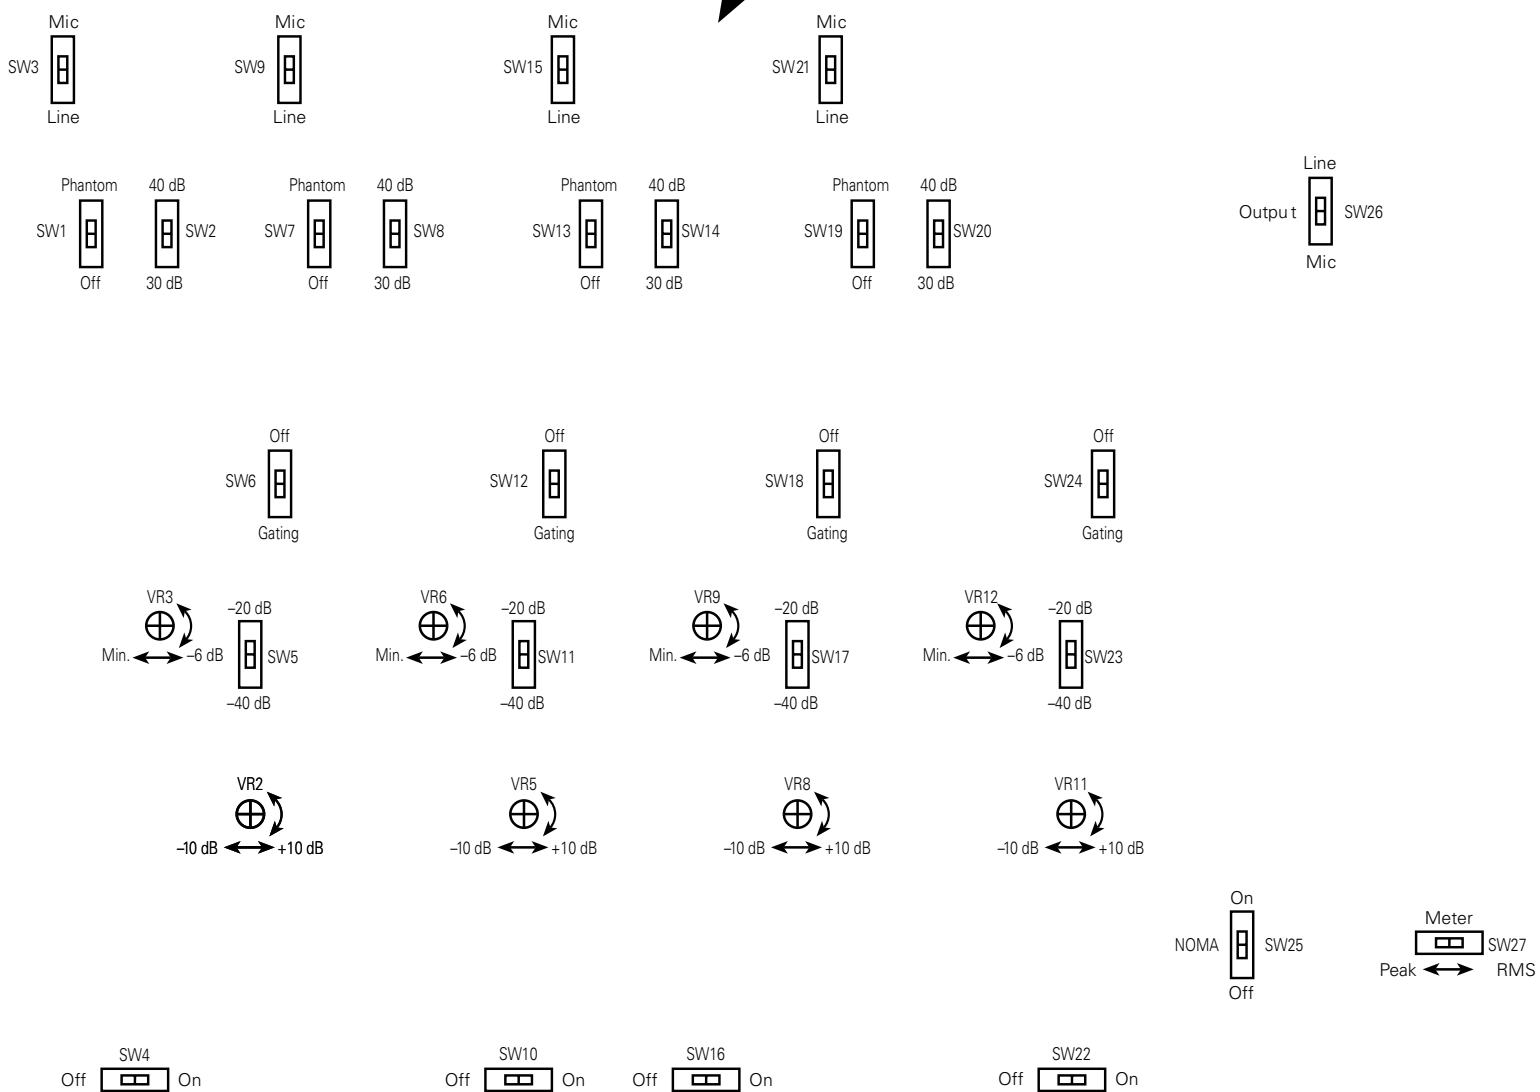 Mic Mic Mic Mic
SW3 SW9 SW15 SW21
Line Line Line Line
Line
Phantom 40 dB Phantom 40 dB Phantom 40 dB Phantom 40 dB
Output SW26
SW1 SW2 SW7 SW8 SW13 SW14 SW19 SW20
Mic
Off 30 dB Off 30 dB Off 30 dB Off 30 dB
Off Off Off Off
SW6 SW12 SW18 SW24
Gating Gating Gating Gating
VR3 VR6 VR9 VR12
–20 dB –20 dB –20 dB –20 dB
Min. –6 dB SW5 Min. –6 dB SW11 Min. –6 dB SW17 Min. –6 dB SW23
–40 dB –40 dB –40 dB –40 dB
VR2 VR5 VR8 VR11
–10 dB +10 dB –10 dB +10 dB –10 dB +10 dB –10 dB +10 dB
On
Meter
NOMA SW25 SW27
Peak RMS
Off
SW4 SW10 SW16 SW22
Off On Off On Off On Off On